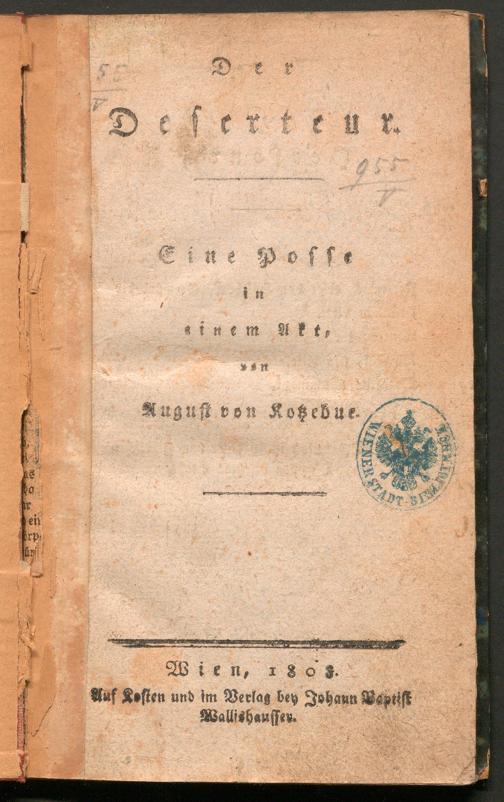 55
V
Der
Deserteur.
955
V
Eine Posse
in
einem Akt,
von
August von Kotzebue.
WIENER STADT-BIBLIOTHEK
Wien, 1808.
Auf Kosten und im Verlag bey Johann Baptist
Wallishausser.